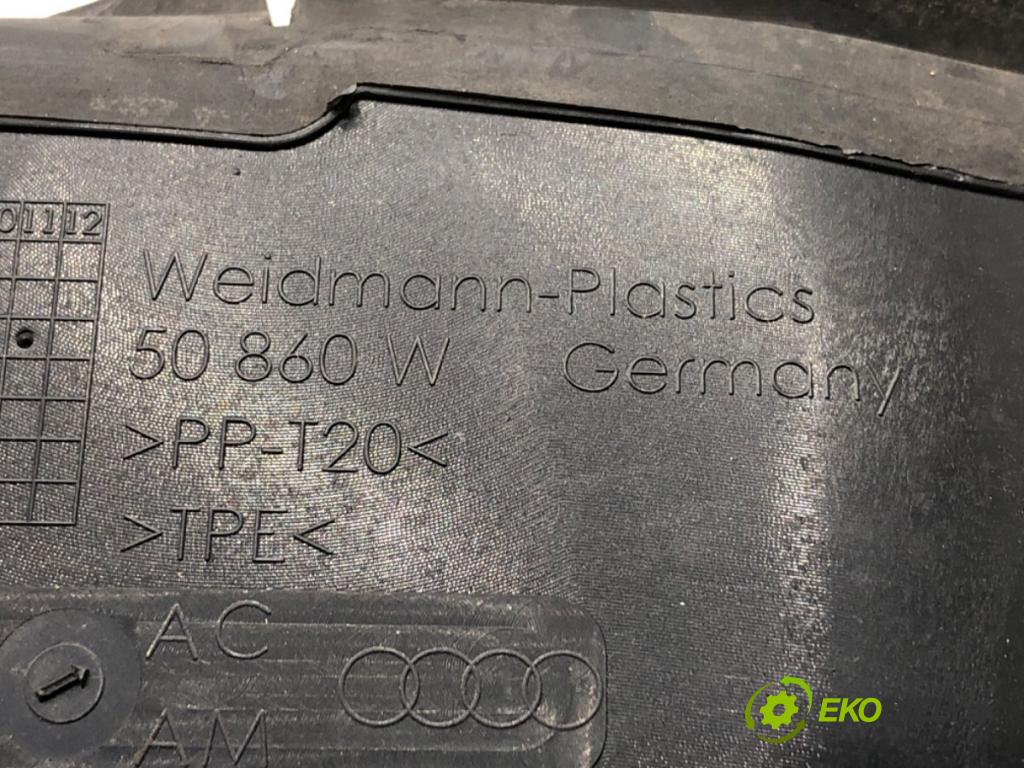 01112
Weidmann-Plastics
50 860 W Germany
>PP-T20<
>TPE<
AC
AM
EKO